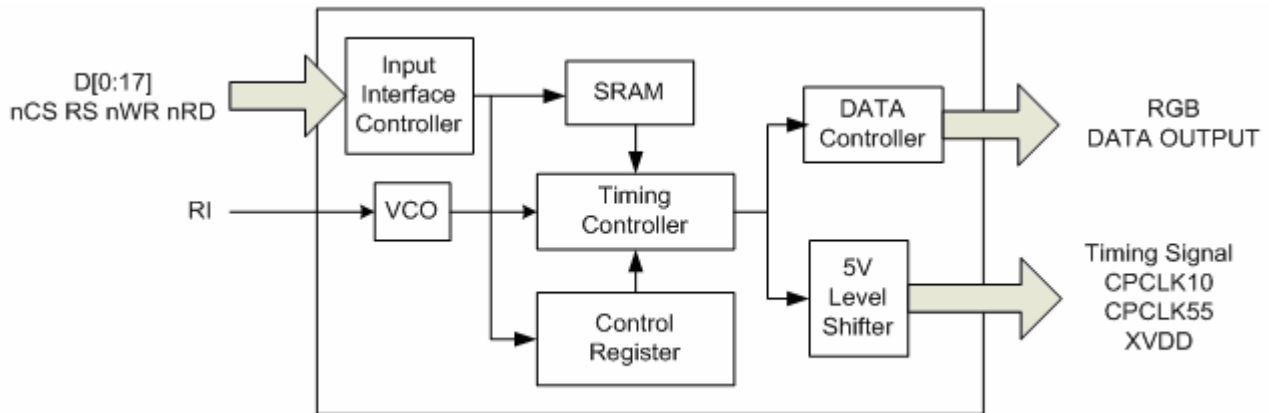 D[0:17]
nCS RS nWR nRD
Input
Interface
Controller
SRAM
DATA
Controller
RGB
DATA OUTPUT
RI
VCO
Timing
Controller
5V
Level
Shifter
Timing Signal
CPCLK10
CPCLK55
XVDD
Control
Register